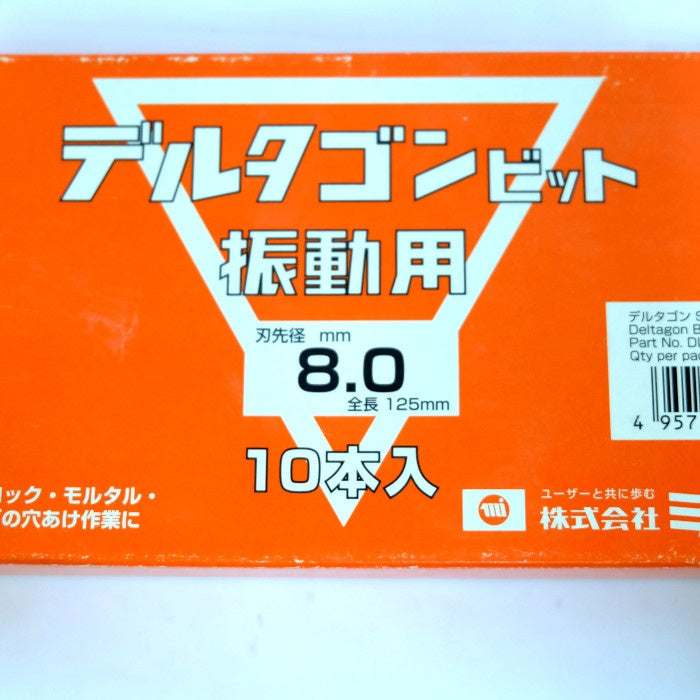 デルタゴンビット
振動用
刃先径 mm
8.0
全長 125mm
10本入
デルタゴン
Deltagon
Part No.
Qty per
4 957
ック・モルタル・
の穴あけ作業に
mi
ユーザーと共に歩む
株式会社